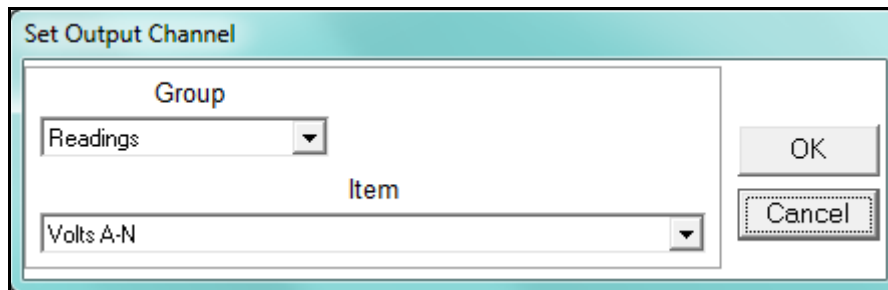 Set Output Channel
Group
Readings
Item
Volts A-N
OK
Cancel